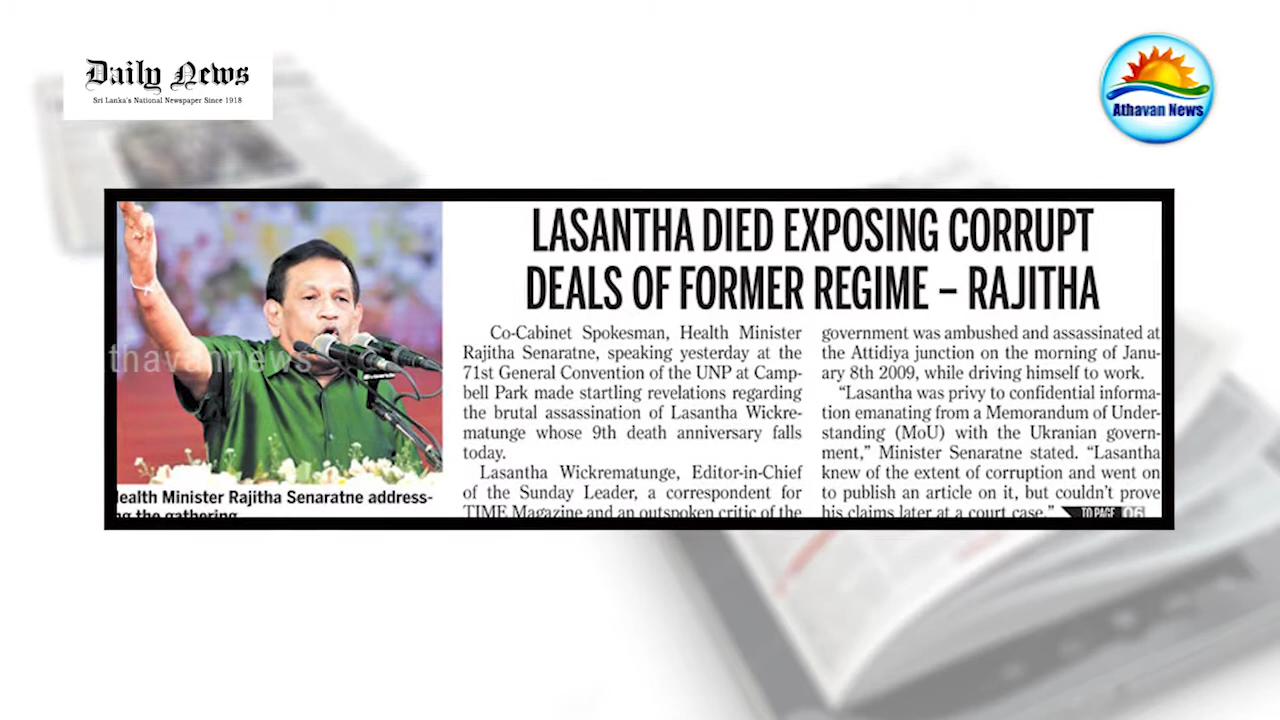 Daily News
Sri Lanka's National Newspaper Since 1918
Athavan News
LASANTHA DIED EXPOSING CORRUPT
DEALS OF FORMER REGIME – RAJITHA
thavannews
Health Minister Rajitha Senaratne address-
ng the gathering
Co-Cabinet Spokesman, Health Minister
Rajitha Senaratne, speaking yesterday at the
71st General Convention of the UNP at Camp-
bell Park made startling revelations regarding
the brutal assassination of Lasantha Wickre-
matunge whose 9th death anniversary falls
today.
Lasantha Wickrematunge, Editor-in-Chief
of the Sunday Leader, a correspondent for
TIME Magazine and an outspoken critic of the
government was ambushed and assassinated at
the Attidiya junction on the morning of Janu-
ary 8th 2009, while driving himself to work.
“Lasantha was privy to confidential informa-
tion emanating from a Memorandum of Under-
standing (MoU) with the Ukranian govern-
ment,” Minister Senaratne stated. “Lasantha
knew of the extent of corruption and went on
to publish an article on it, but couldn’t prove
his claims later at a court case.” TO PAGE 06